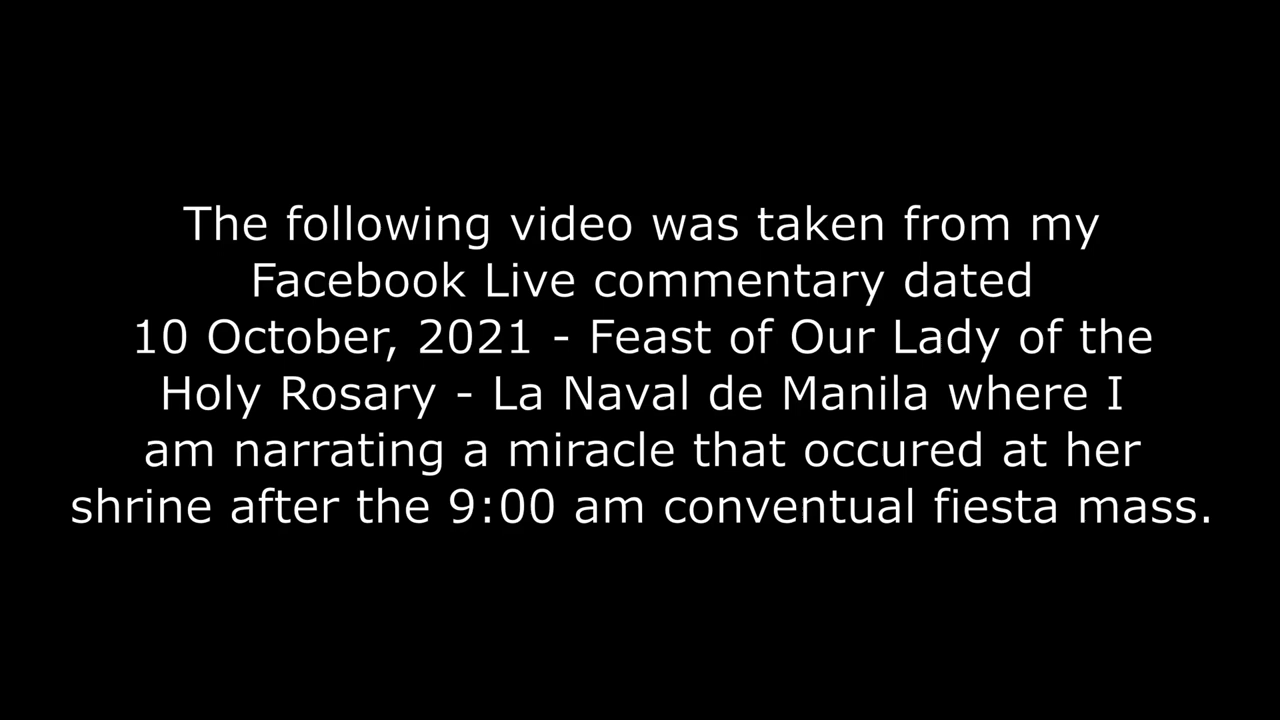 The following video was taken from my
Facebook Live commentary dated
10 October, 2021 - Feast of Our Lady of the
Holy Rosary - La Naval de Manila where I
am narrating a miracle that occured at her
shrine after the 9:00 am conventual fiesta mass.